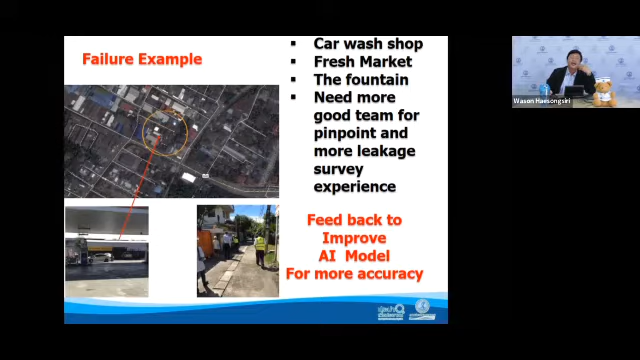 Failure Example
Car wash shop
Fresh Market
The fountain
Need more
good team for
pinpoint and
more leakage
survey
experience
Feed back to
Improve
AI Model
For more accuracy
Wason Haesongsiri